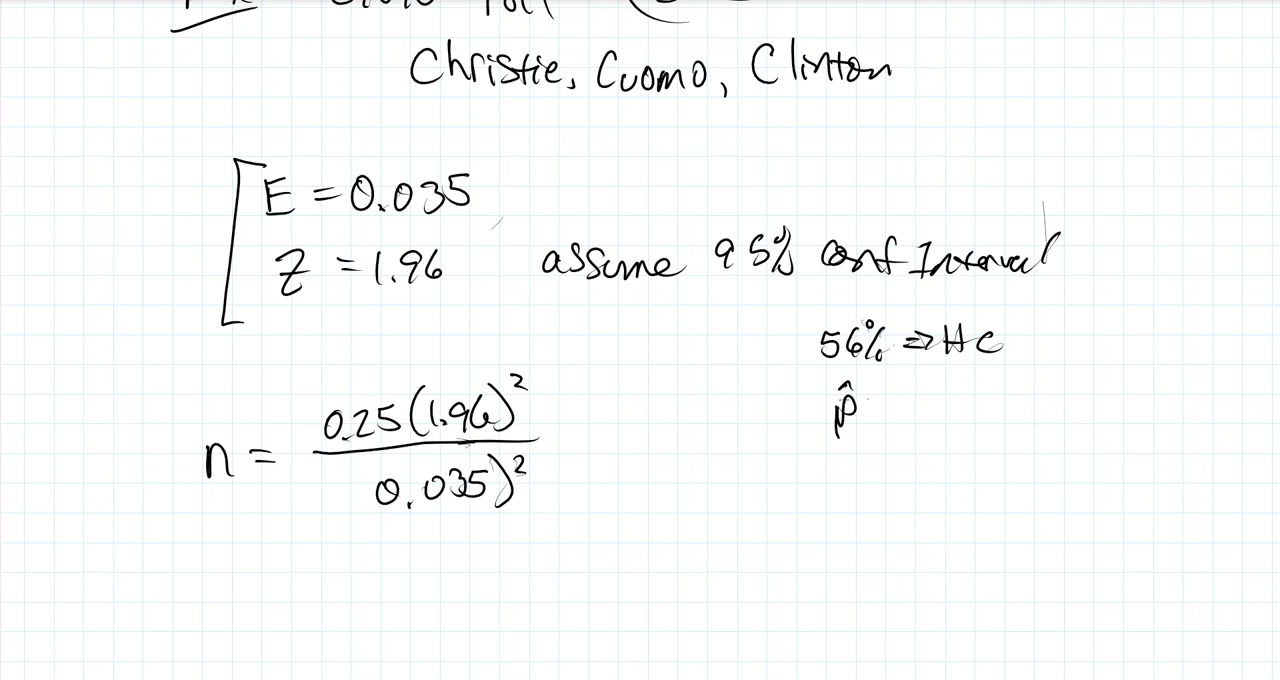 Christie, Cuomo, Clinton
E = 0.035
Z = 1.96 assume 95% conf Interval
56% ⇒ HC
p̂
n = 0.25(1.96)²
0.035)²